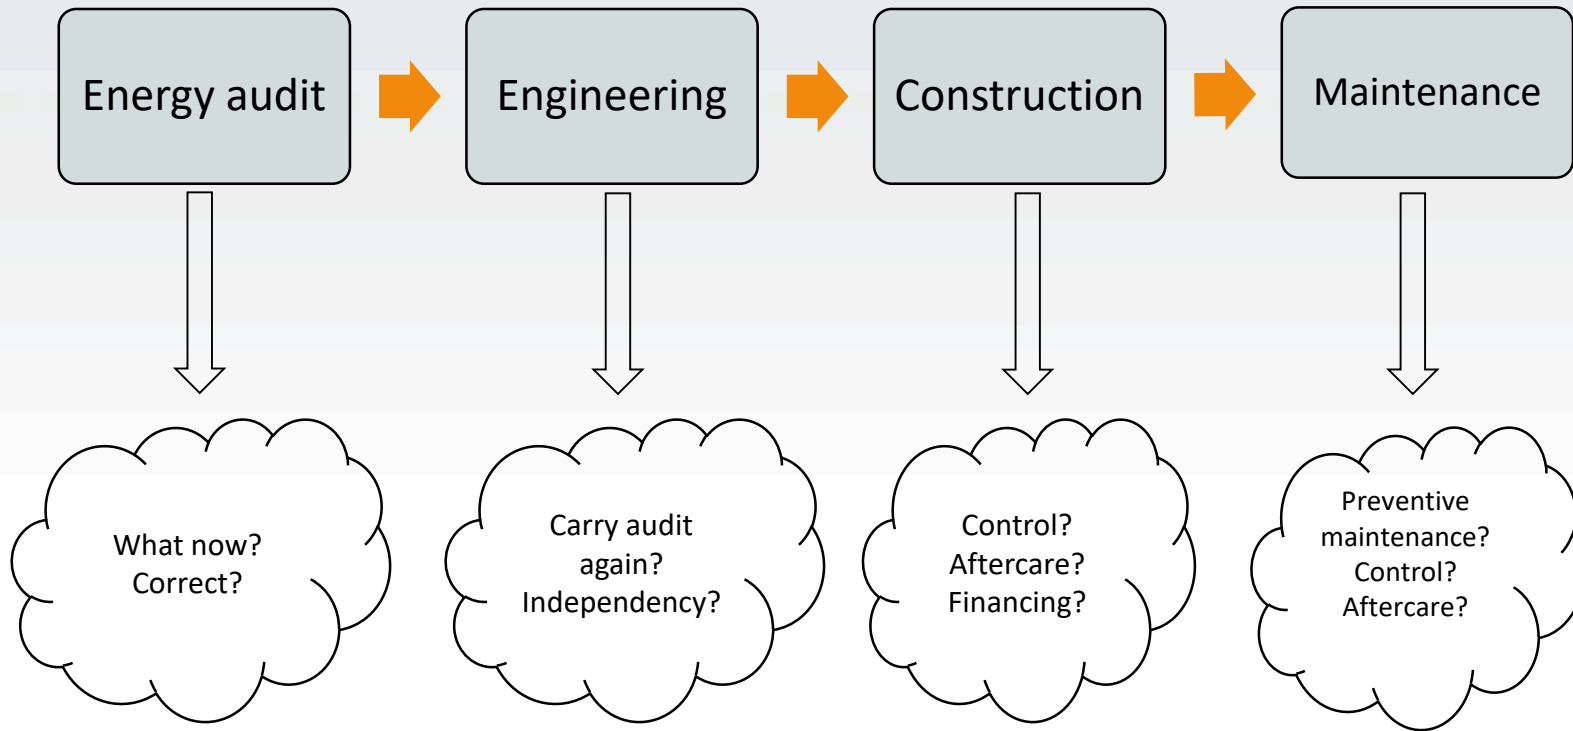 Energy audit
Engineering
Construction
Maintenance
What now?
Correct?
Carry audit
again?
Independency?
Control?
Aftercare?
Financing?
Preventive
maintenance?
Control?
Aftercare?